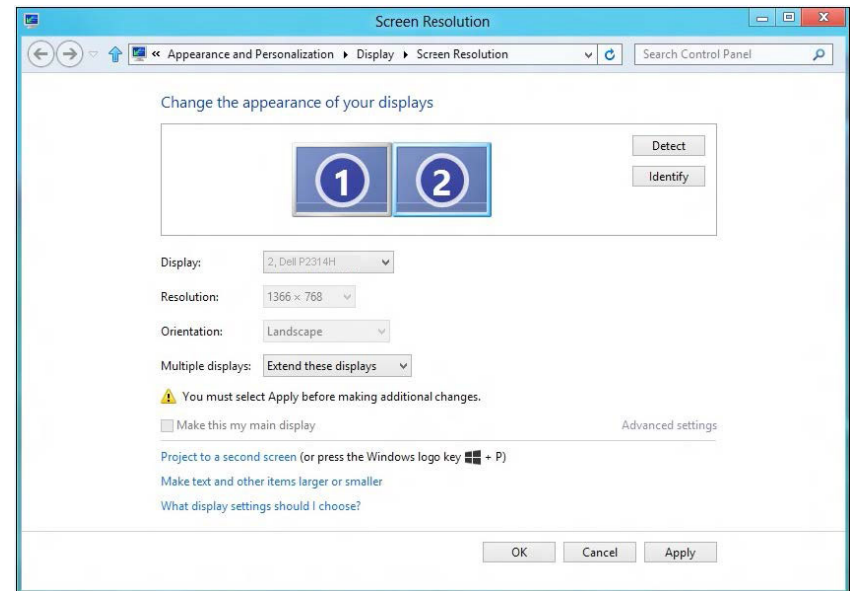 Screen Resolution
« Appearance and Personalization Display Screen Resolution Search Control Panel
Change the appearance of your displays
1 2
Detect
Identify
Display: 2, Dell P2314H
Resolution: 1366 × 768
Orientation: Landscape
Multiple displays: Extend these displays
You must select Apply before making additional changes.
Make this my main display Advanced settings
Project to a second screen (or press the Windows logo key + P)
Make text and other items larger or smaller
What display settings should I choose?
OK Cancel Apply